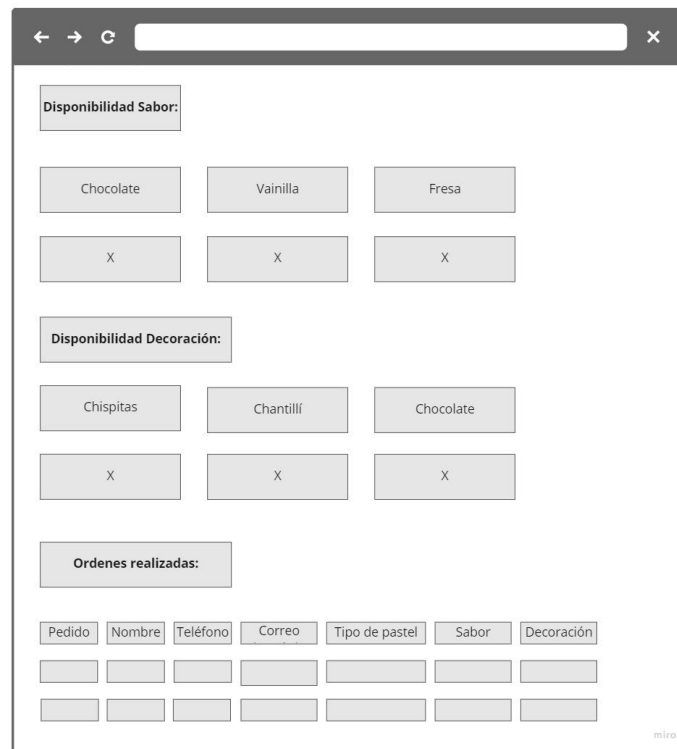 Disponibilidad Sabor:
Chocolate Vainilla Fresa
X X X
Disponibilidad Decoración:
Chispitas Chantillí Chocolate
X X X
Ordenes realizadas:
Pedido Nombre Teléfono Correo Tipo de pastel Sabor Decoración
miro